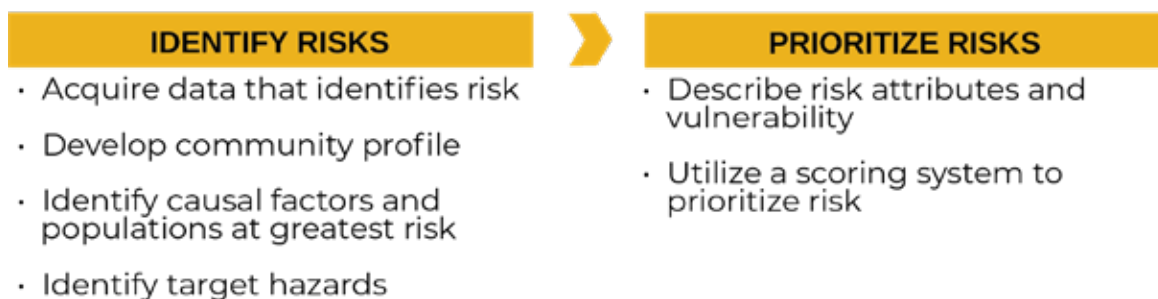 IDENTIFY RISKS
· Acquire data that identifies risk
· Develop community profile
· Identify causal factors and
populations at greatest risk
· Identify target hazards
PRIORITIZE RISKS
· Describe risk attributes and
vulnerability
· Utilize a scoring system to
prioritize risk